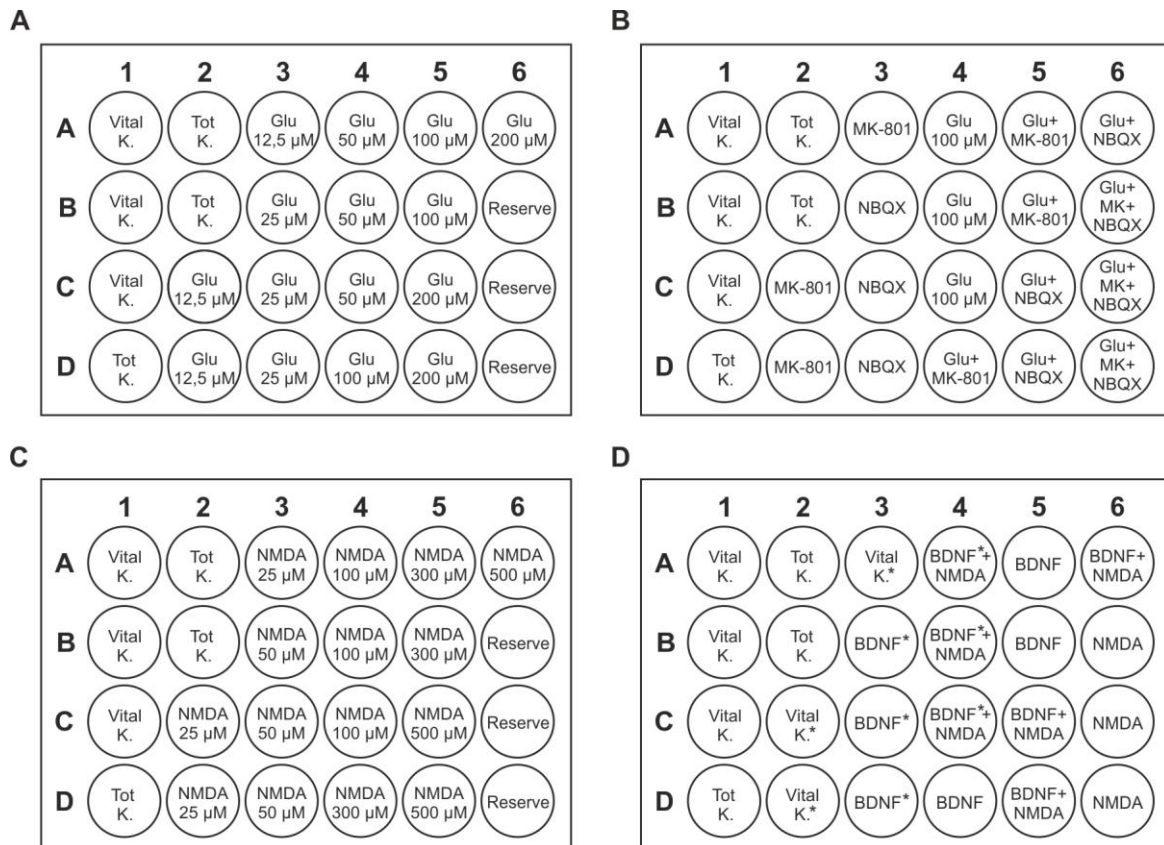 A
1 2 3 4 5 6
A
Vital
K.
Tot
K.
Glu
12,5 µM
Glu
50 µM
Glu
100 µM
Glu
200 µM
B
Vital
K.
Tot
K.
Glu
25 µM
Glu
50 µM
Glu
100 µM
Reserve
C
Vital
K.
Glu
12,5 µM
Glu
25 µM
Glu
50 µM
Glu
200 µM
Reserve
D
Tot
K.
Glu
12,5 µM
Glu
25 µM
Glu
100 µM
Glu
200 µM
Reserve
B
1 2 3 4 5 6
A
Vital
K.
Tot
K.
MK-801
Glu
100 µM
Glu+
MK-801
Glu+
NBQX
B
Vital
K.
Tot
K.
NBQX
Glu
100 µM
Glu+
MK-801
Glu+
MK+
NBQX
C
Vital
K.
MK-801
NBQX
Glu
100 µM
Glu+
NBQX
Glu+
MK+
NBQX
D
Tot
K.
MK-801
NBQX
Glu+
MK-801
Glu+
NBQX
Glu+
MK+
NBQX
C
1 2 3 4 5 6
A
Vital
K.
Tot
K.
NMDA
25 µM
NMDA
100 µM
NMDA
300 µM
NMDA
500 µM
B
Vital
K.
Tot
K.
NMDA
50 µM
NMDA
100 µM
NMDA
300 µM
Reserve
C
Vital
K.
NMDA
25 µM
NMDA
50 µM
NMDA
100 µM
NMDA
500 µM
Reserve
D
Tot
K.
NMDA
25 µM
NMDA
50 µM
NMDA
300 µM
NMDA
500 µM
Reserve
D
1 2 3 4 5 6
A
Vital
K.
Tot
K.
Vital
K.*
BDNF*+
NMDA
BDNF
BDNF+
NMDA
B
Vital
K.
Tot
K.
BDNF*
BDNF*+
NMDA
BDNF
NMDA
C
Vital
K.
Vital
K.*
BDNF*
BDNF*+
NMDA
BDNF+
NMDA
NMDA
D
Tot
K.
Vital
K.*
BDNF*
BDNF
BDNF+
NMDA
NMDA